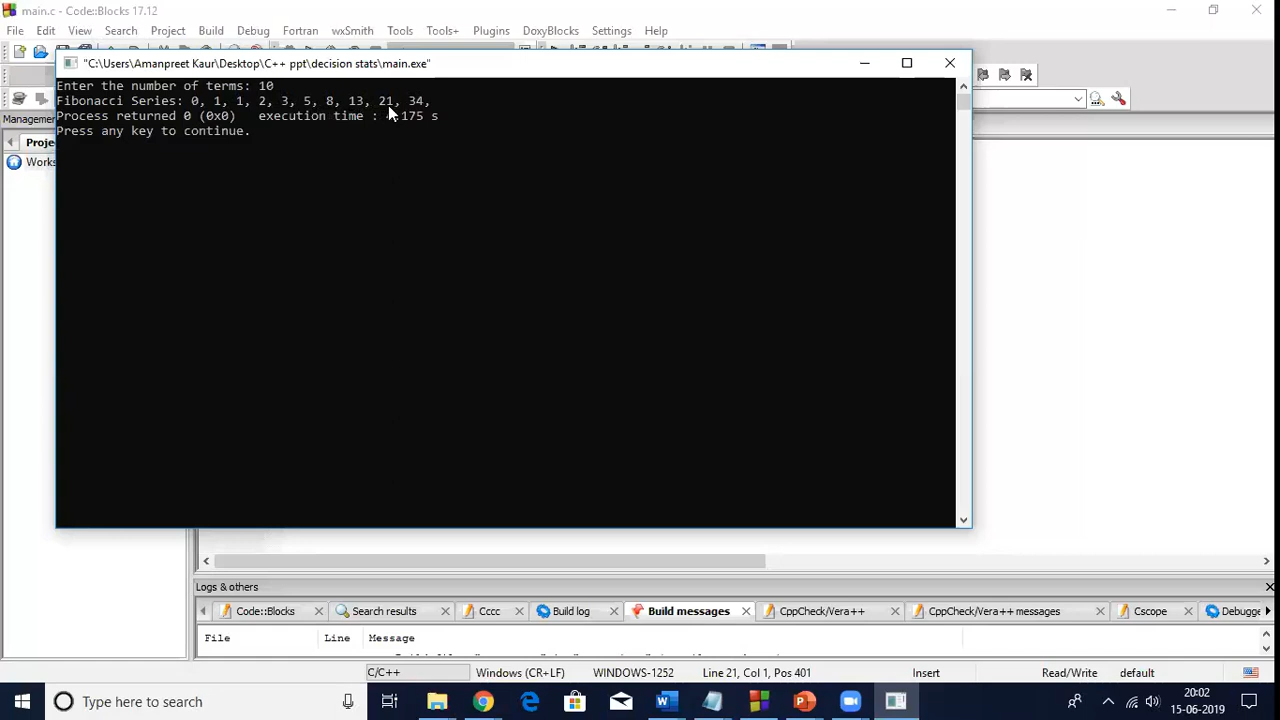 main.c - Code::Blocks 17.12
File Edit View Search Project Build Debug Fortran wxSmith Tools Tools+ Plugins DoxyBlocks Settings Help
"C:\Users\Amanpreet Kaur\Desktop\C++ ppt\decision stats\main.exe"
Enter the number of terms: 10
Fibonacci Series: 0, 1, 1, 2, 3, 5, 8, 13, 21, 34,
Process returned 0 (0x0) execution time : .175 s
Press any key to continue.
Management
Projec
Works
Logs & others
Code::Blocks Search results Cccc Build log Build messages CppCheck/Vera++ CppCheck/Vera++ messages Cscope Debugge
File Line Message
C/C++ Windows (CR+LF) WINDOWS-1252 Line 21, Col 1, Pos 401 Insert Read/Write default
Type here to search
20:02
15-06-2019